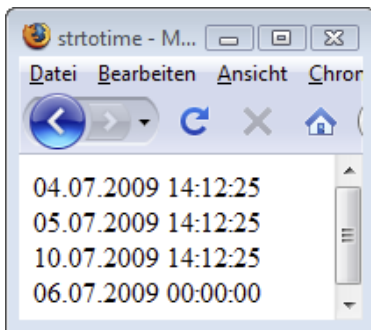 strtotime - M...
Datei Bearbeiten Ansicht Chron
04.07.2009 14:12:25
05.07.2009 14:12:25
10.07.2009 14:12:25
06.07.2009 00:00:00